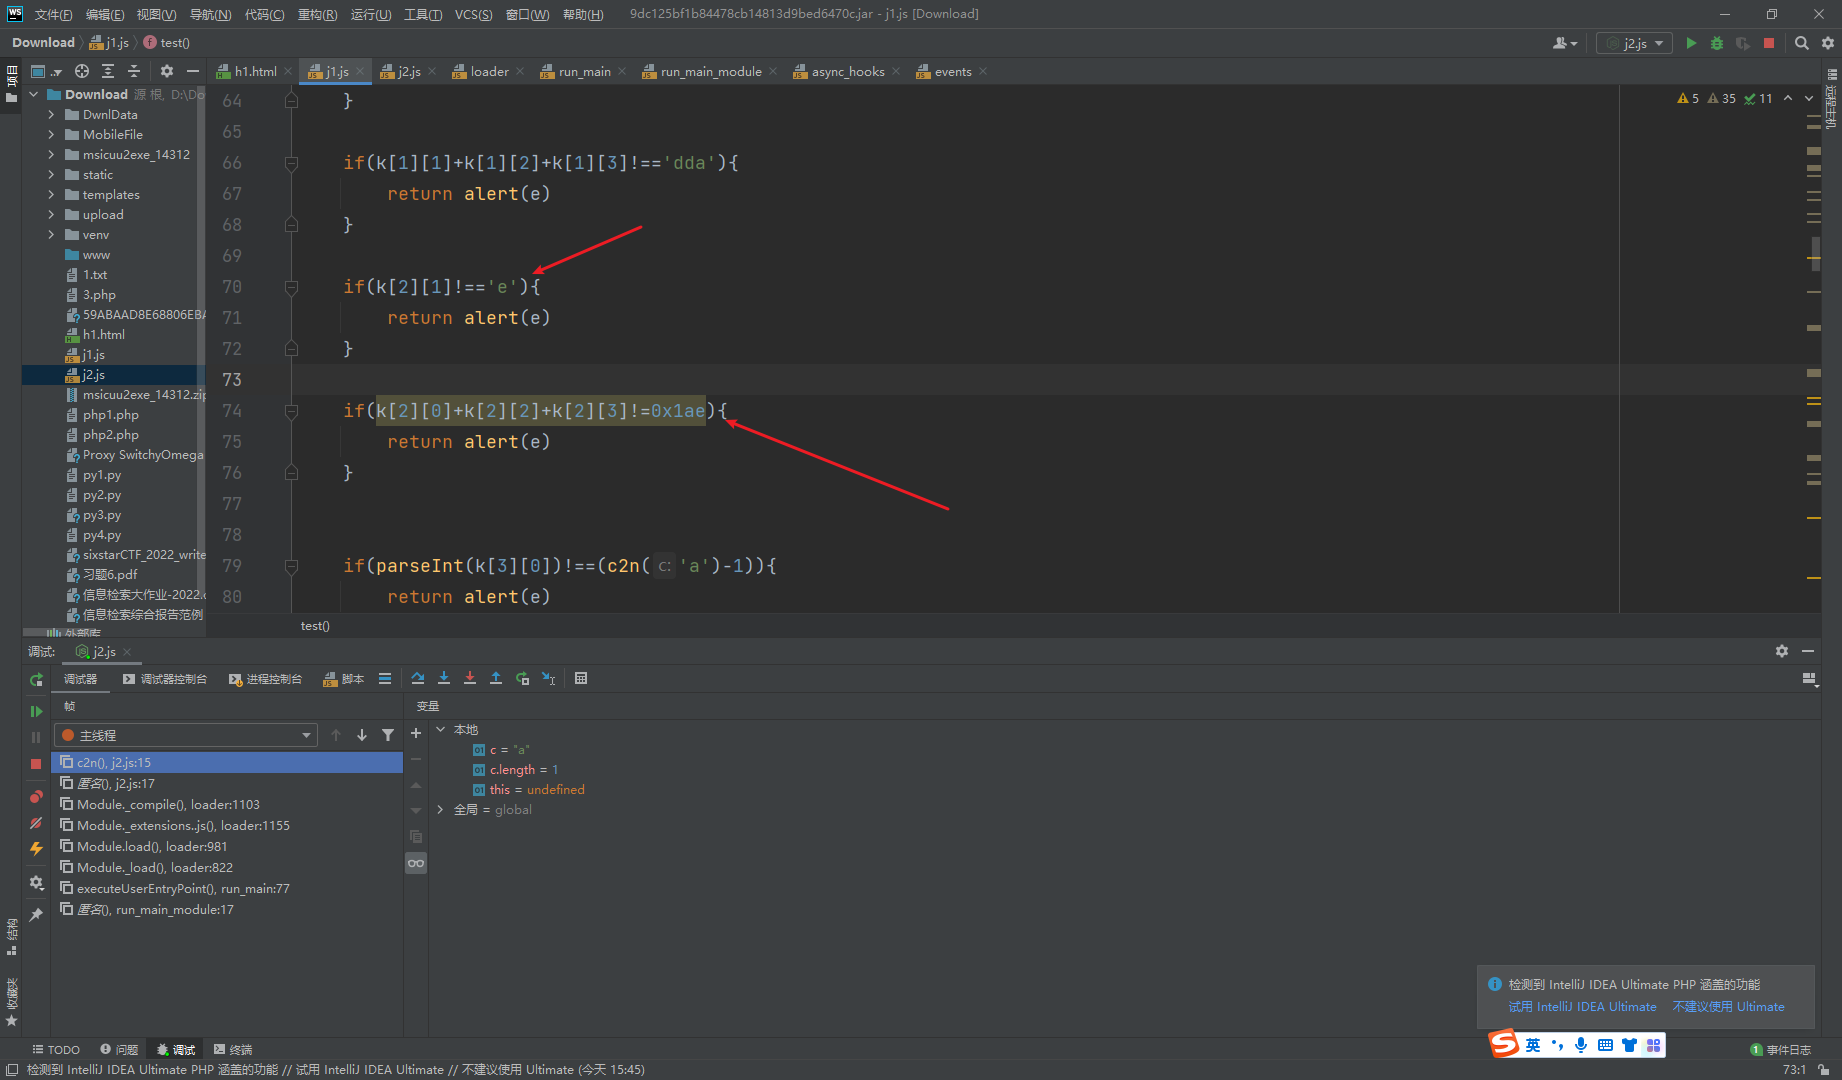 WS 文件(F) 编辑(E) 视图(V) 导航(N) 代码(C) 重构(R) 运行(U) 工具(T) VCS(S) 窗口(W) 帮助(H) 9dc125bf1b84478cb14813d9bed6470c.jar - j1.js [Download]
Download j1.js test() j2.js
项目
h1.html j1.js j2.js loader run_main run_main_module async_hooks events
Download 源 根, D:\Do
DwnlData
MobileFile
msicuu2exe_14312
static
templates
upload
venv
www
1.txt
3.php
59ABAAD8E68806EBA
h1.html
j1.js
j2.js
msicuu2exe_14312.zip
php1.php
php2.php
Proxy SwitchyOmega
py1.py
py2.py
py3.py
py4.py
sixstarCTF_2022_write
习题6.pdf
信息检索大作业-2022.
信息检索综合报告范例
外部库
5 35 11
远程主机
64 }
65
66 if(k[1][1]+k[1][2]+k[1][3]!=='dda'){
67 return alert(e)
68 }
69
70 if(k[2][1]!=='e'){
71 return alert(e)
72 }
73
74 if(k[2][0]+k[2][2]+k[2][3]!=0x1ae){
75 return alert(e)
76 }
77
78
79 if(parseInt(k[3][0])!==(c2n( c: 'a')-1)){
80 return alert(e)
test()
调试: j2.js
调试器 调试器控制台 进程控制台 脚本
帧 变量
主线程
c2n(), j2.js:15
匿名(), j2.js:17
Module._compile(), loader:1103
Module._extensions..js(), loader:1155
Module.load(), loader:981
Module._load(), loader:822
executeUserEntryPoint(), run_main:77
匿名(), run_main_module:17
本地
c = "a"
c.length = 1
this = undefined
全局 = global
结构
收藏夹
检测到 IntelliJ IDEA Ultimate PHP 涵盖的功能
试用 IntelliJ IDEA Ultimate 不建议使用 Ultimate
S 英
TODO 问题 调试 终端 1 事件日志
检测到 IntelliJ IDEA Ultimate PHP 涵盖的功能 // 试用 IntelliJ IDEA Ultimate // 不建议使用 Ultimate (今天 15:45) 73:1